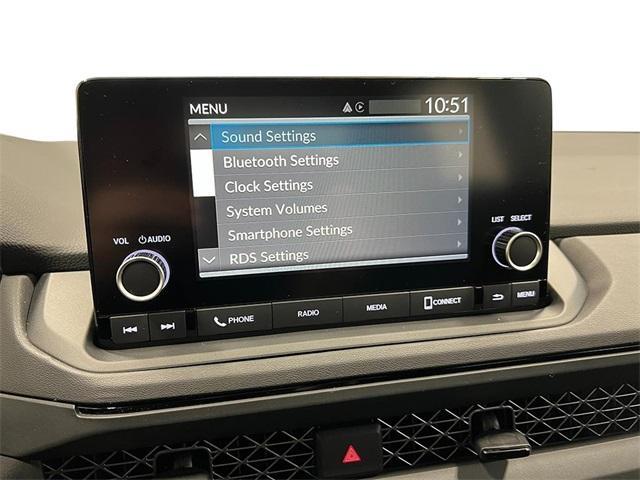 MENU 10:51
Sound Settings
Bluetooth Settings
Clock Settings
System Volumes
Smartphone Settings
RDS Settings
VOL AUDIO
LIST SELECT
PHONE RADIO MEDIA CONNECT MENU